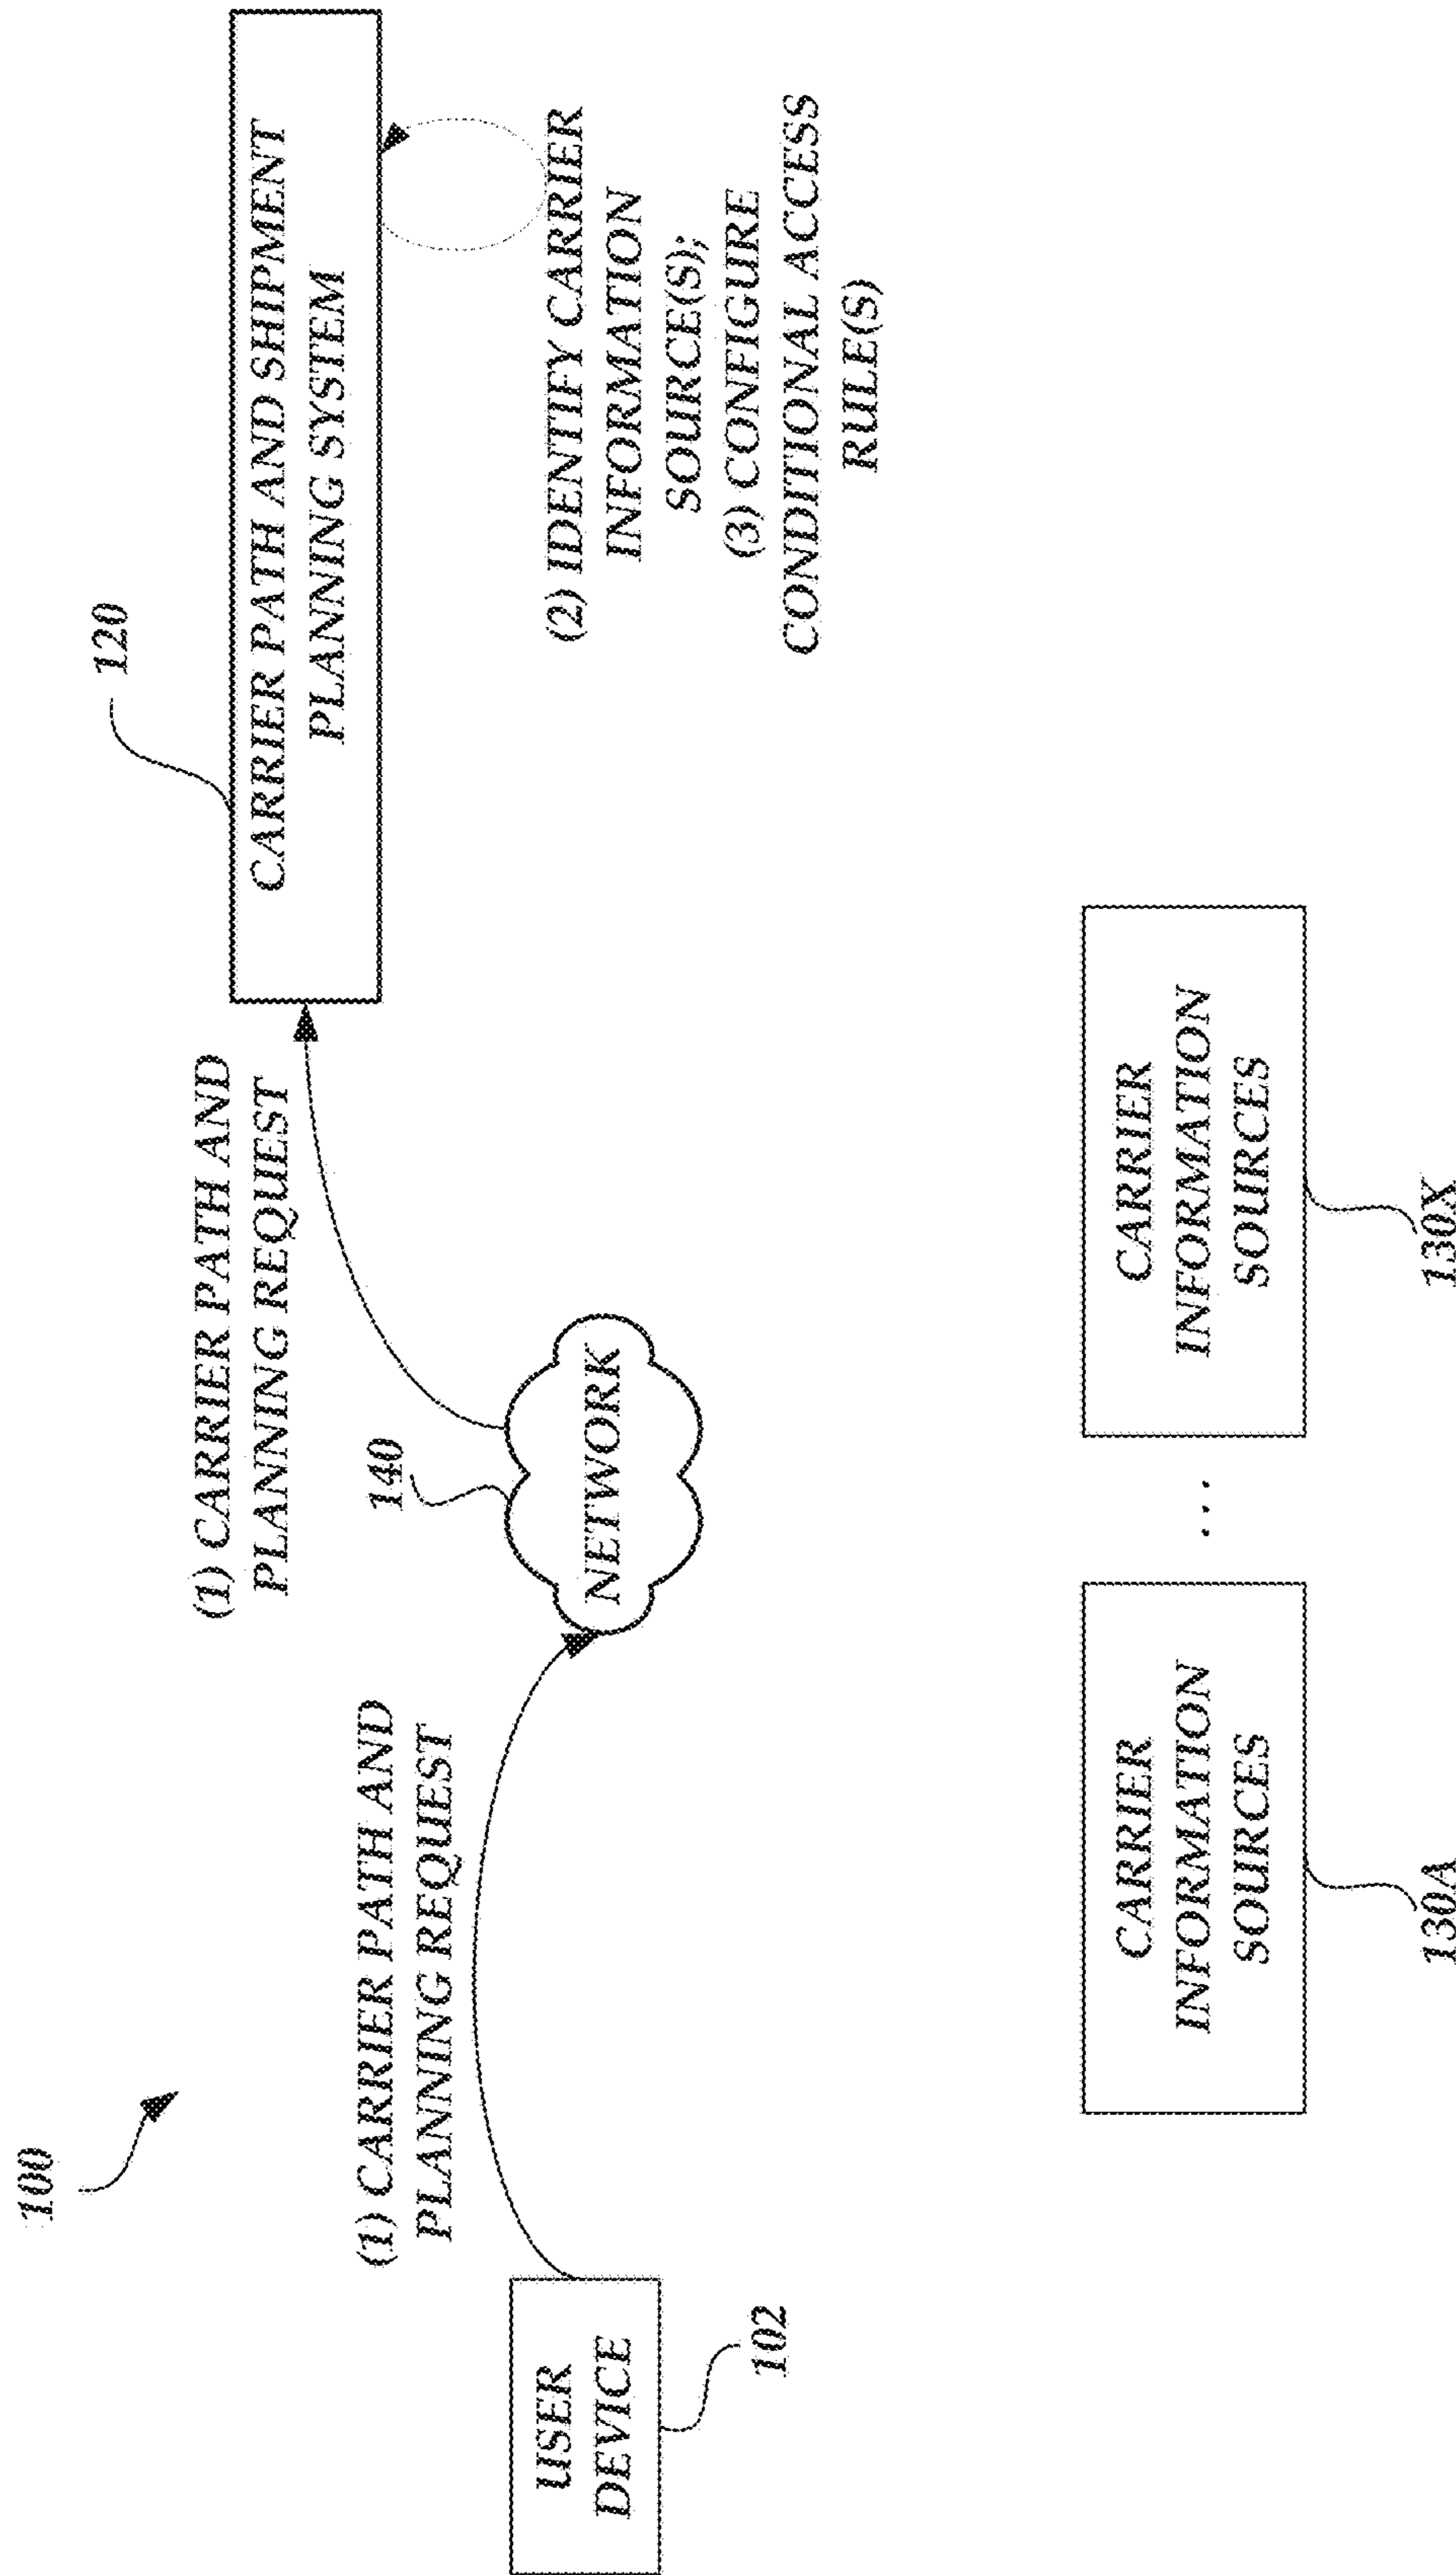 100
120
CARRIER PATH AND SHIPMENT
PLANNING SYSTEM
(1) CARRIER PATH AND
PLANNING REQUEST
(1) CARRIER PATH AND
PLANNING REQUEST
140
NETWORK
USER
DEVICE
102
(2) IDENTIFY CARRIER
INFORMATION
SOURCE(S);
(3) CONFIGURE
CONDITIONAL ACCESS
RULE(S)
CARRIER
INFORMATION
SOURCES
130A
. . .
CARRIER
INFORMATION
SOURCES
130X